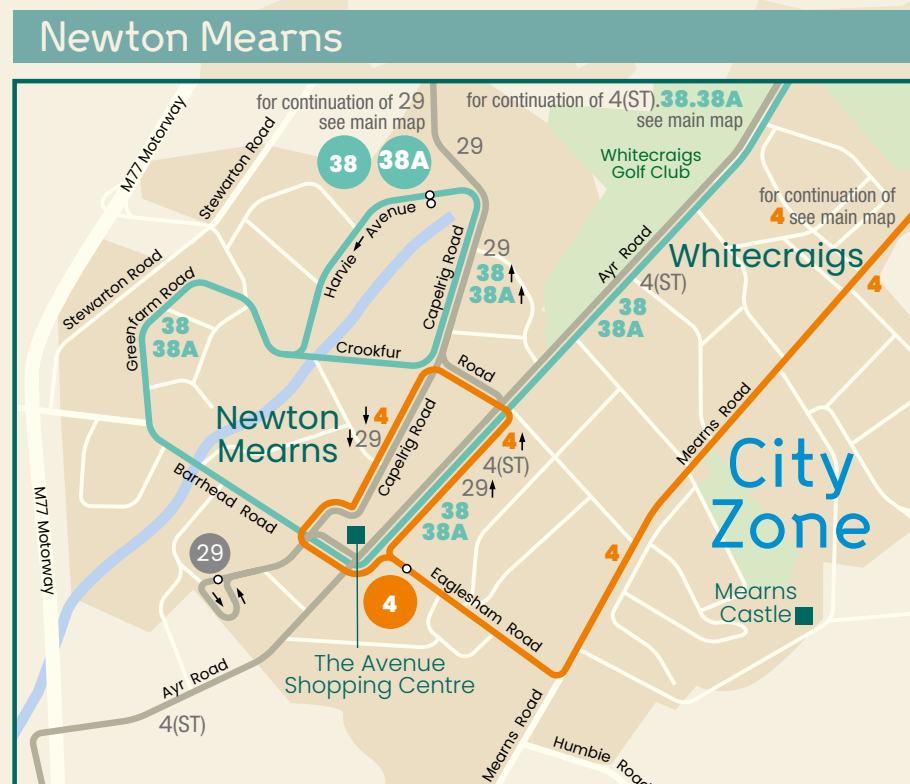 Newton Mearns
for continuation of 29
see main map
for continuation of 4(ST).38.38A
see main map
M77 Motorway
Stewarton Road
38
38A
29
Whitecraigs
Golf Club
for continuation of
4 see main map
Harvie Avenue
Capelrig Road
29
38
38A
Ayr Road
Whitecraigs
4(ST)
38
38A
4
Stewarton Road
Greenfarm Road
38
38A
Crookfur Road
Newton
Mearns
4
29
Capelrig Road
4
4(ST)
29
38
38A
Mearns Road
City
Zone
M77 Motorway
Barrhead Road
29
4
4
Eaglesham Road
Mearns
Castle
The Avenue
Shopping Centre
Ayr Road
4(ST)
Mearns Road
Humbie Road